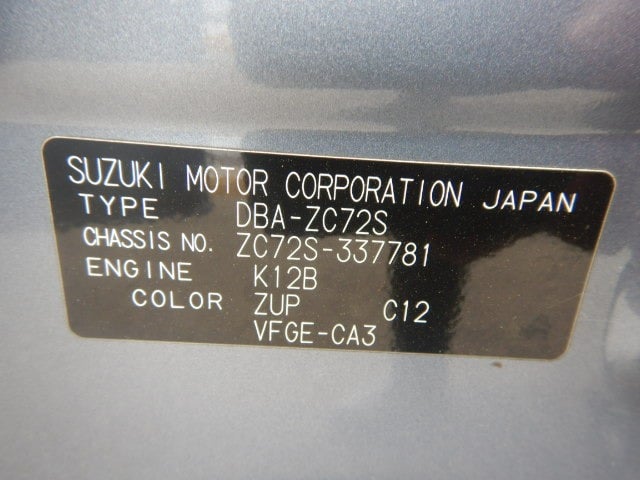 SUZUKI MOTOR CORPORATION JAPAN
TYPE DBA-ZC72S
CHASSIS NO. ZC72S-337781
ENGINE K12B
COLOR ZUP C12
VFGE-CA3